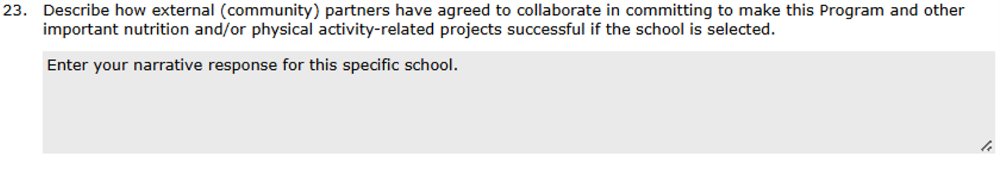 23. Describe how external (community) partners have agreed to collaborate in committing to make this Program and other
important nutrition and/or physical activity-related projects successful if the school is selected.
Enter your narrative response for this specific school.